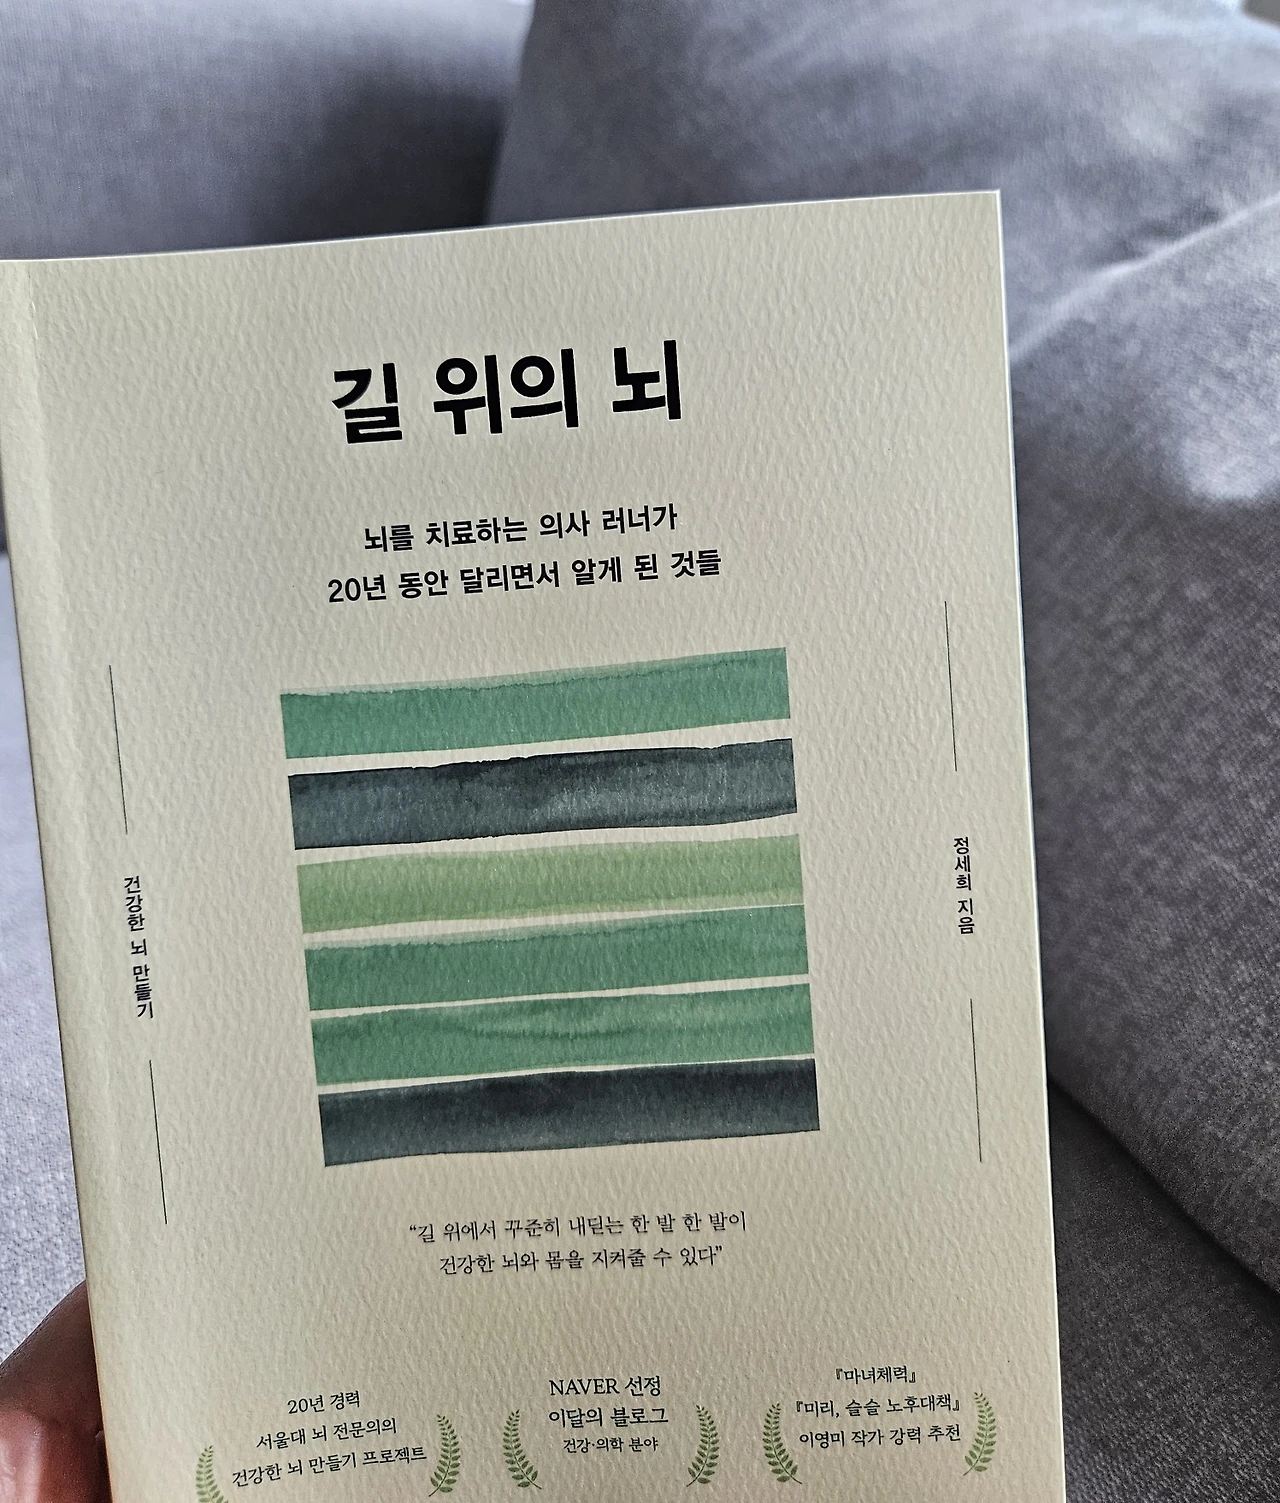 길 위의 뇌
뇌를 치료하는 의사 러너가
20년 동안 달리면서 알게 된 것들
건강한 뇌 만들기
정세희 지음
“길 위에서 꾸준히 내딛는 한 발 한 발이
건강한 뇌와 몸을 지켜줄 수 있다”
20년 경력
서울대 뇌 전문의의
건강한 뇌 만들기 프로젝트
NAVER 선정
이달의 블로그
건강·의학 분야
『마녀체력』
『미리, 슬슬 노후대책』
이영미 작가 강력 추천